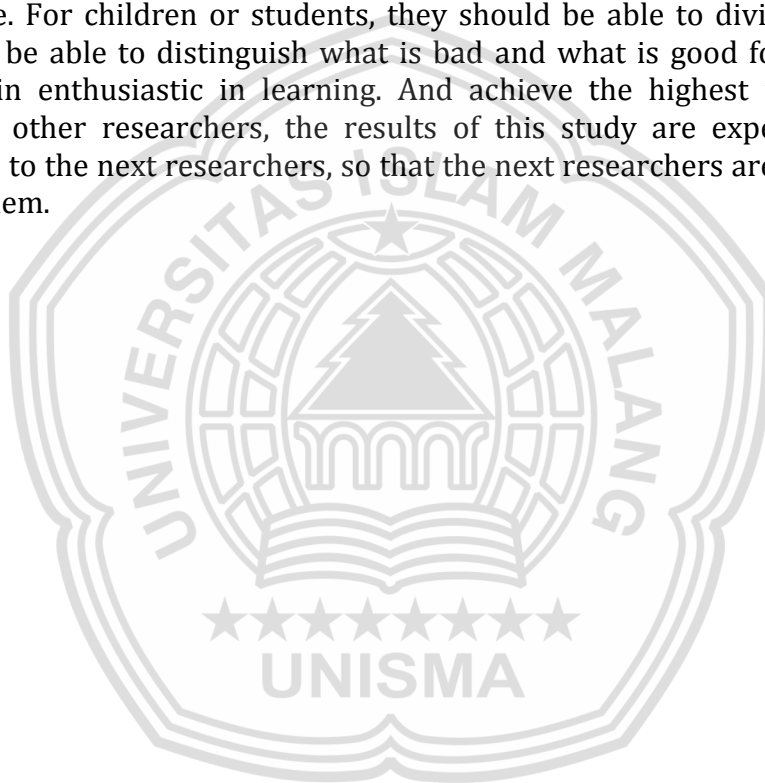 e. For children or students, they should be able to divi
be able to distinguish what is bad and what is good fo
in enthusiastic in learning. And achieve the highest
other researchers, the results of this study are expe
to the next researchers, so that the next researchers are
em.
UNIVERSITAS ISLAM MALANG
UNISMA